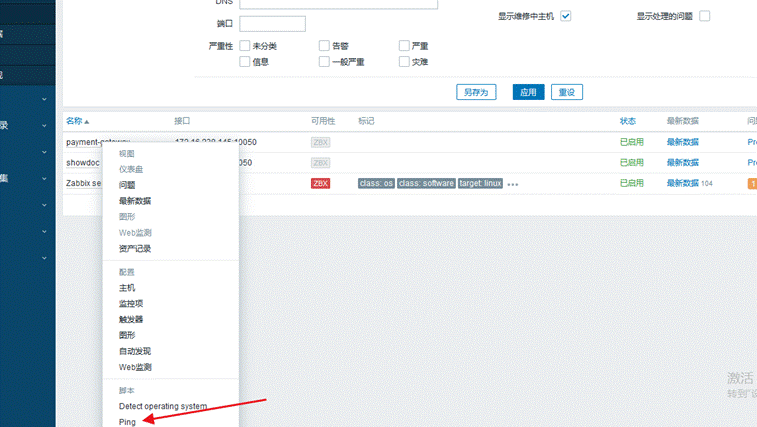 DNS
端口
显示维修中主机 显示处理的问题
严重性 未分类 告警 严重
信息 一般严重 灾难
另存为 应用 重设
名称 接口 可用性 标记 状态 最新数据
payment-gateway 172.16.238.145:10050 ZBX 已启用 最新数据
showdoc 050 ZBX 已启用 最新数据
Zabbix se ZBX class: os class: software target: linux ••• 已启用 最新数据 104 1
视图
仪表盘
问题
最新数据
图形
Web监测
资产记录
配置
主机
监控项
触发器
图形
自动发现
Web监测
脚本
Detect operating system
Ping
录
集
激活
转到"设